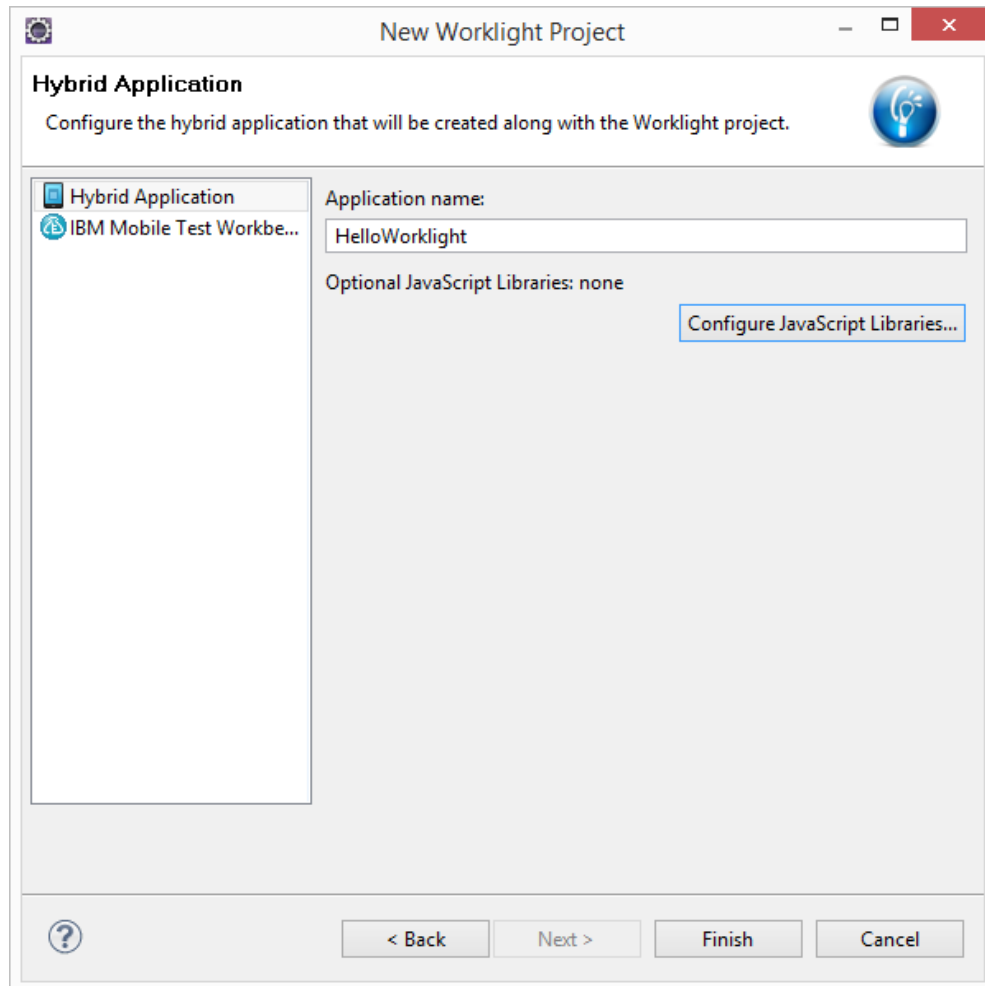 New Worklight Project
Hybrid Application
Configure the hybrid application that will be created along with the Worklight project.
Hybrid Application
IBM Mobile Test Workbe...
Application name:
HelloWorklight
Optional JavaScript Libraries: none
Configure JavaScript Libraries...
?
< Back
Next >
Finish
Cancel